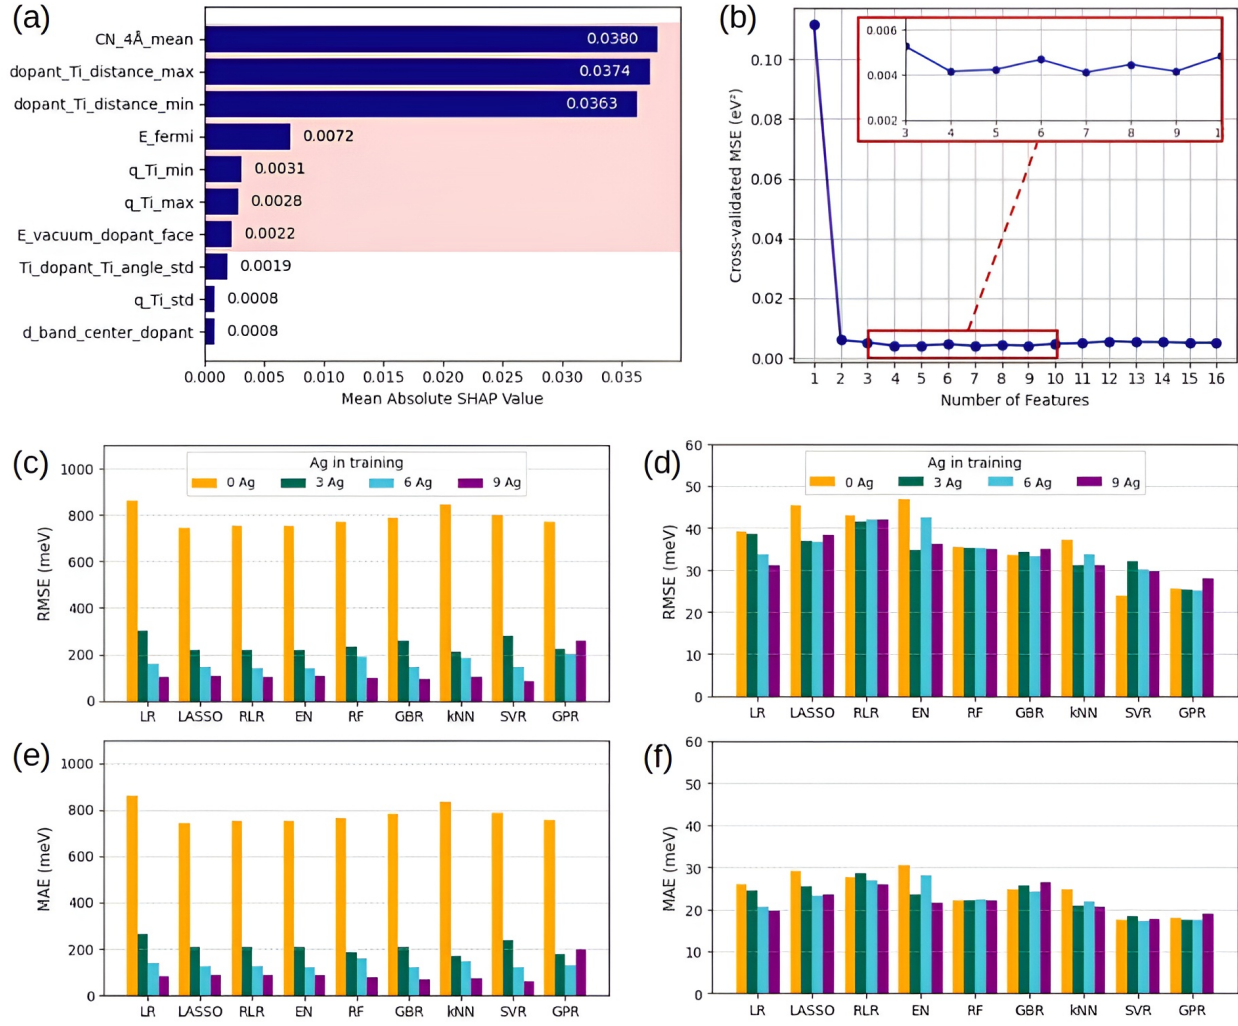 (a)
CN_4Å_mean
0.0380
dopant_Ti_distance_max
0.0374
dopant_Ti_distance_min
0.0363
E_fermi
0.0072
q_Ti_min
0.0031
q_Ti_max
0.0028
E_vacuum_dopant_face
0.0022
Ti_dopant_Ti_angle_std
0.0019
q_Ti_std
0.0008
d_band_center_dopant
0.0008
0.000 0.005 0.010 0.015 0.020 0.025 0.030 0.035
Mean Absolute SHAP Value
(b)
Cross-validated MSE (eV²)
0.10
0.08
0.06
0.04
0.02
0.00
0.006
0.004
0.002
3 4 5 6 7 8 9 1
1 2 3 4 5 6 7 8 9 10 11 12 13 14 15 16
Number of Features
(c)
RMSE (meV)
1000
800
600
400
200
0
Ag in training
0 Ag 3 Ag 6 Ag 9 Ag
LR LASSO RLR EN RF GBR kNN SVR GPR
(d)
RMSE (meV)
60
50
40
30
20
10
0
Ag in training
0 Ag 3 Ag 6 Ag 9 Ag
LR LASSO RLR EN RF GBR kNN SVR GPR
(e)
MAE (meV)
1000
800
600
400
200
0
LR LASSO RLR EN RF GBR kNN SVR GPR
(f)
MAE (meV)
60
50
40
30
20
10
0
LR LASSO RLR EN RF GBR kNN SVR GPR